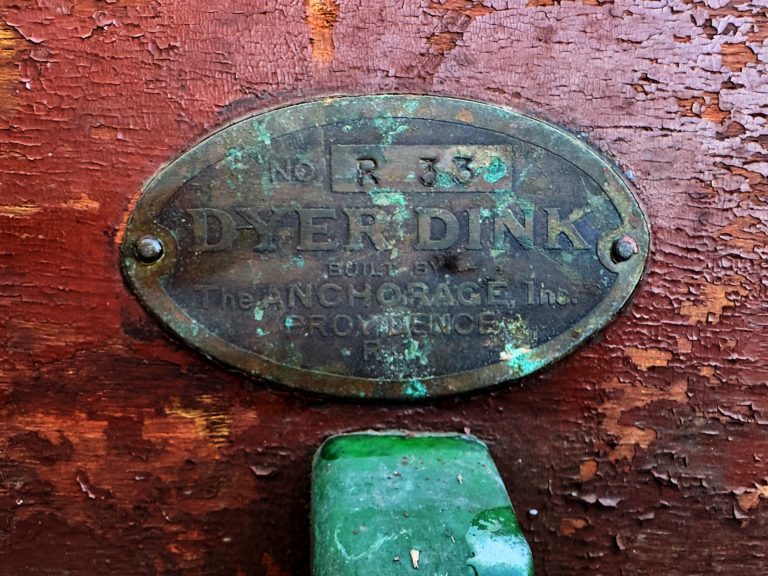 NO. R 33
DYER DINK
BUILT BY
The ANCHORAGE, Inc.
PROVIDENCE
R. I.